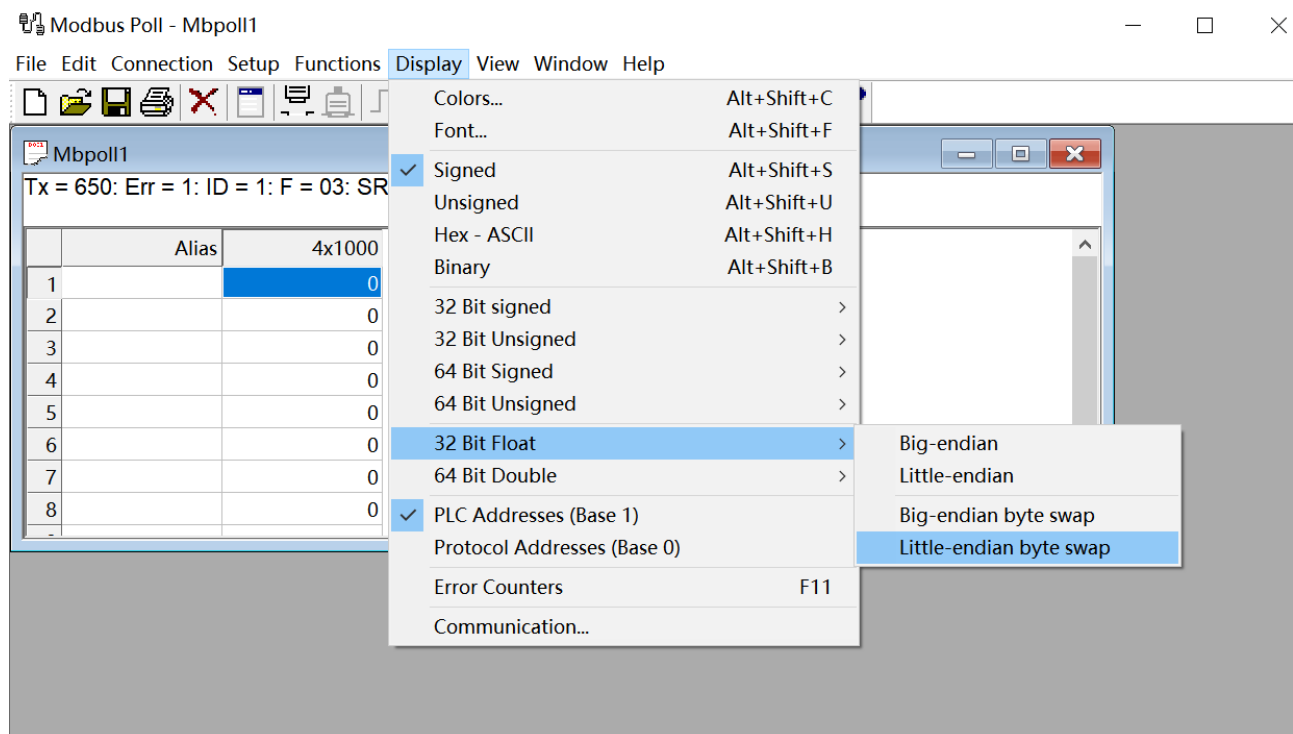 Modbus Poll - Mbpoll1
File Edit Connection Setup Functions Display View Window Help
Mbpoll1
Tx = 650: Err = 1: ID = 1: F = 03: SR
Alias 4x1000
1 0
2 0
3 0
4 0
5 0
6 0
7 0
8 0
Colors... Alt+Shift+C
Font... Alt+Shift+F
Signed Alt+Shift+S
Unsigned Alt+Shift+U
Hex - ASCII Alt+Shift+H
Binary Alt+Shift+B
32 Bit signed
32 Bit Unsigned
64 Bit Signed
64 Bit Unsigned
32 Bit Float
64 Bit Double
PLC Addresses (Base 1)
Protocol Addresses (Base 0)
Error Counters F11
Communication...
Big-endian
Little-endian
Big-endian byte swap
Little-endian byte swap